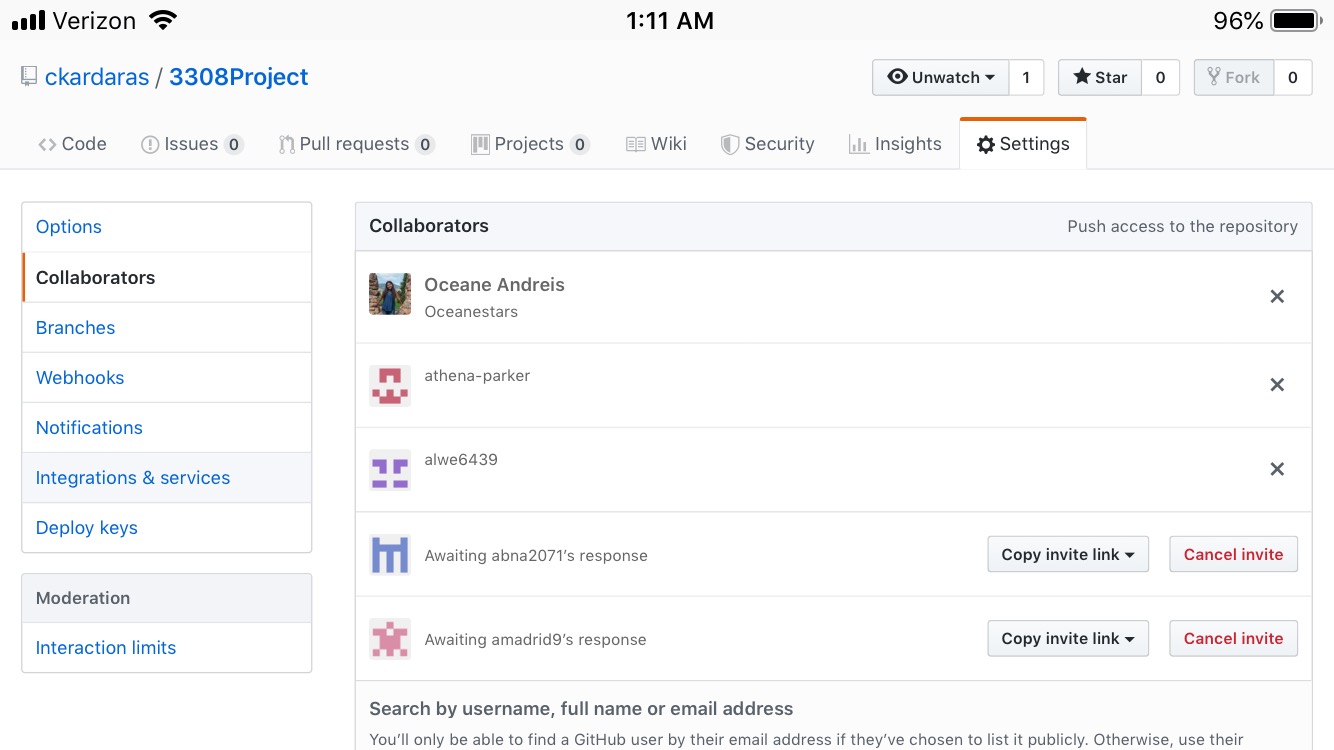 Verizon 1:11 AM 96%
ckardaras / 3308Project Unwatch 1 Star 0 Fork 0
Code Issues 0 Pull requests 0 Projects 0 Wiki Security Insights Settings
Options
Collaborators
Branches
Webhooks
Notifications
Integrations & services
Deploy keys
Moderation
Interaction limits
Collaborators Push access to the repository
Oceane Andreis
Oceanestars
athena-parker
alwe6439
Awaiting abna2071’s response Copy invite link Cancel invite
Awaiting amadrid9’s response Copy invite link Cancel invite
Search by username, full name or email address
You’ll only be able to find a GitHub user by their email address if they’ve chosen to list it publicly. Otherwise, use their